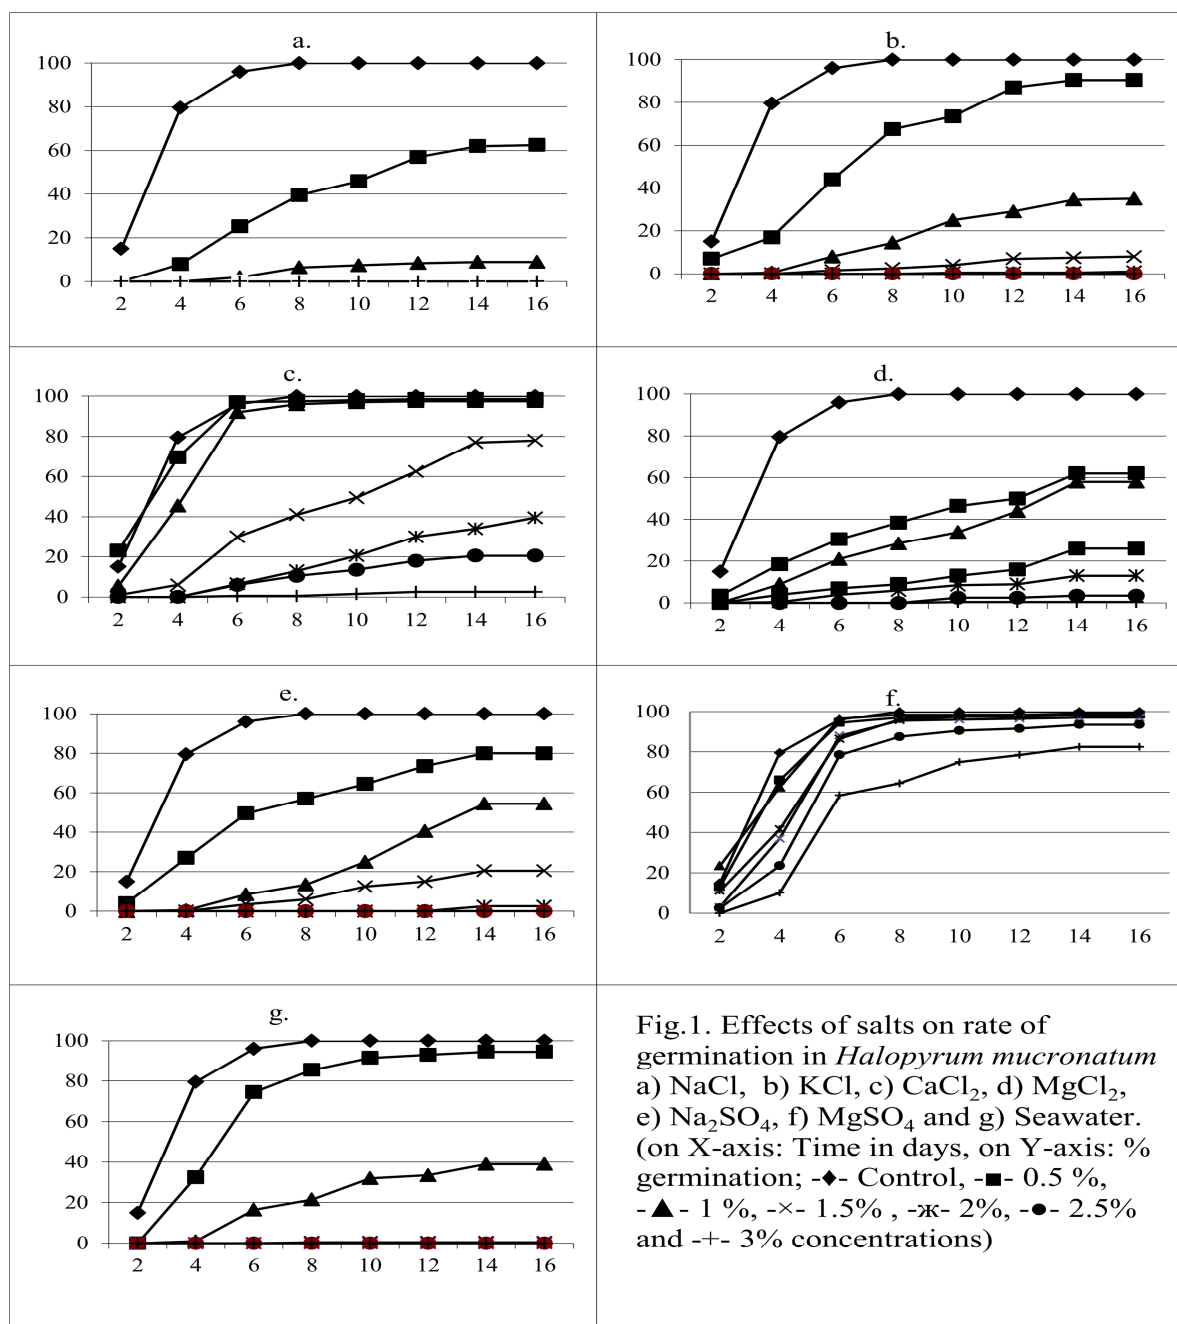 a.
100
80
60
40
20
0
2 4 6 8 10 12 14 16
b.
100
80
60
40
20
0
2 4 6 8 10 12 14 16
c.
100
80
60
40
20
0
2 4 6 8 10 12 14 16
d.
100
80
60
40
20
0
2 4 6 8 10 12 14 16
e.
100
80
60
40
20
0
2 4 6 8 10 12 14 16
f.
100
80
60
40
20
0
2 4 6 8 10 12 14 16
g.
100
80
60
40
20
0
2 4 6 8 10 12 14 16
Fig.1. Effects of salts on rate of
germination in Halopyrum mucronatum
a) NaCl, b) KCl, c) CaCl₂, d) MgCl₂,
e) Na₂SO₄, f) MgSO₄ and g) Seawater.
(on X-axis: Time in days, on Y-axis: %
germination; -◆- Control, -■- 0.5 %,
-▲- 1 %, -×- 1.5% , -ж- 2%, -●- 2.5%
and -+- 3% concentrations)